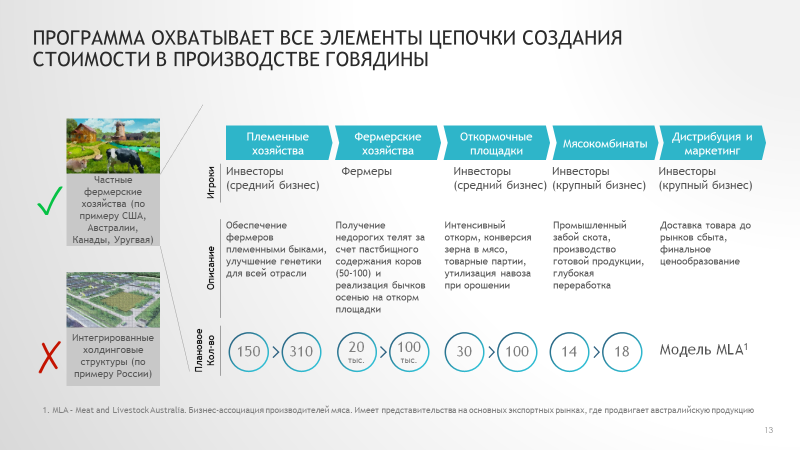 ПРОГРАММА ОХВАТЫВАЕТ ВСЕ ЭЛЕМЕНТЫ ЦЕПОЧКИ СОЗДАНИЯ
СТОИМОСТИ В ПРОИЗВОДСТВЕ ГОВЯДИНЫ
Частные
фермерские
хозяйства (по
примеру США,
Австралии,
Канады, Уругвая)
Интегрированные
холдинговые
структуры (по
примеру России)
Племенные
хозяйства
Фермерские
хозяйства
Откормочные
площадки
Мясокомбинаты
Дистрибуция и
маркетинг
Игроки
Инвесторы
(средний бизнес)
Фермеры
Инвесторы
(средний бизнес)
Инвесторы
(крупный бизнес)
Инвесторы
(крупный бизнес)
Описание
Обеспечение
фермеров
племенными быками,
улучшение генетики
для всей отрасли
Получение
недорогих телят за
счет пастбищного
содержания коров
(50-100) и
реализация бычков
осенью на откорм
площадки
Интенсивный
откорм, конверсия
зерна в мясо,
товарные партии,
утилизация навоза
при орошении
Промышленный
забой скота,
производство
готовой продукции,
глубокая
переработка
Доставка товара до
рынков сбыта,
финальное
ценообразование
Плановое
Кол-во
150
310
20
тыс.
100
тыс.
30
100
14
18
Модель MLA¹
1. MLA – Meat and Livestock Australia. Бизнес-ассоциация производителей мяса. Имеет представительства на основных экспортных рынках, где продвигает австралийскую продукцию
13